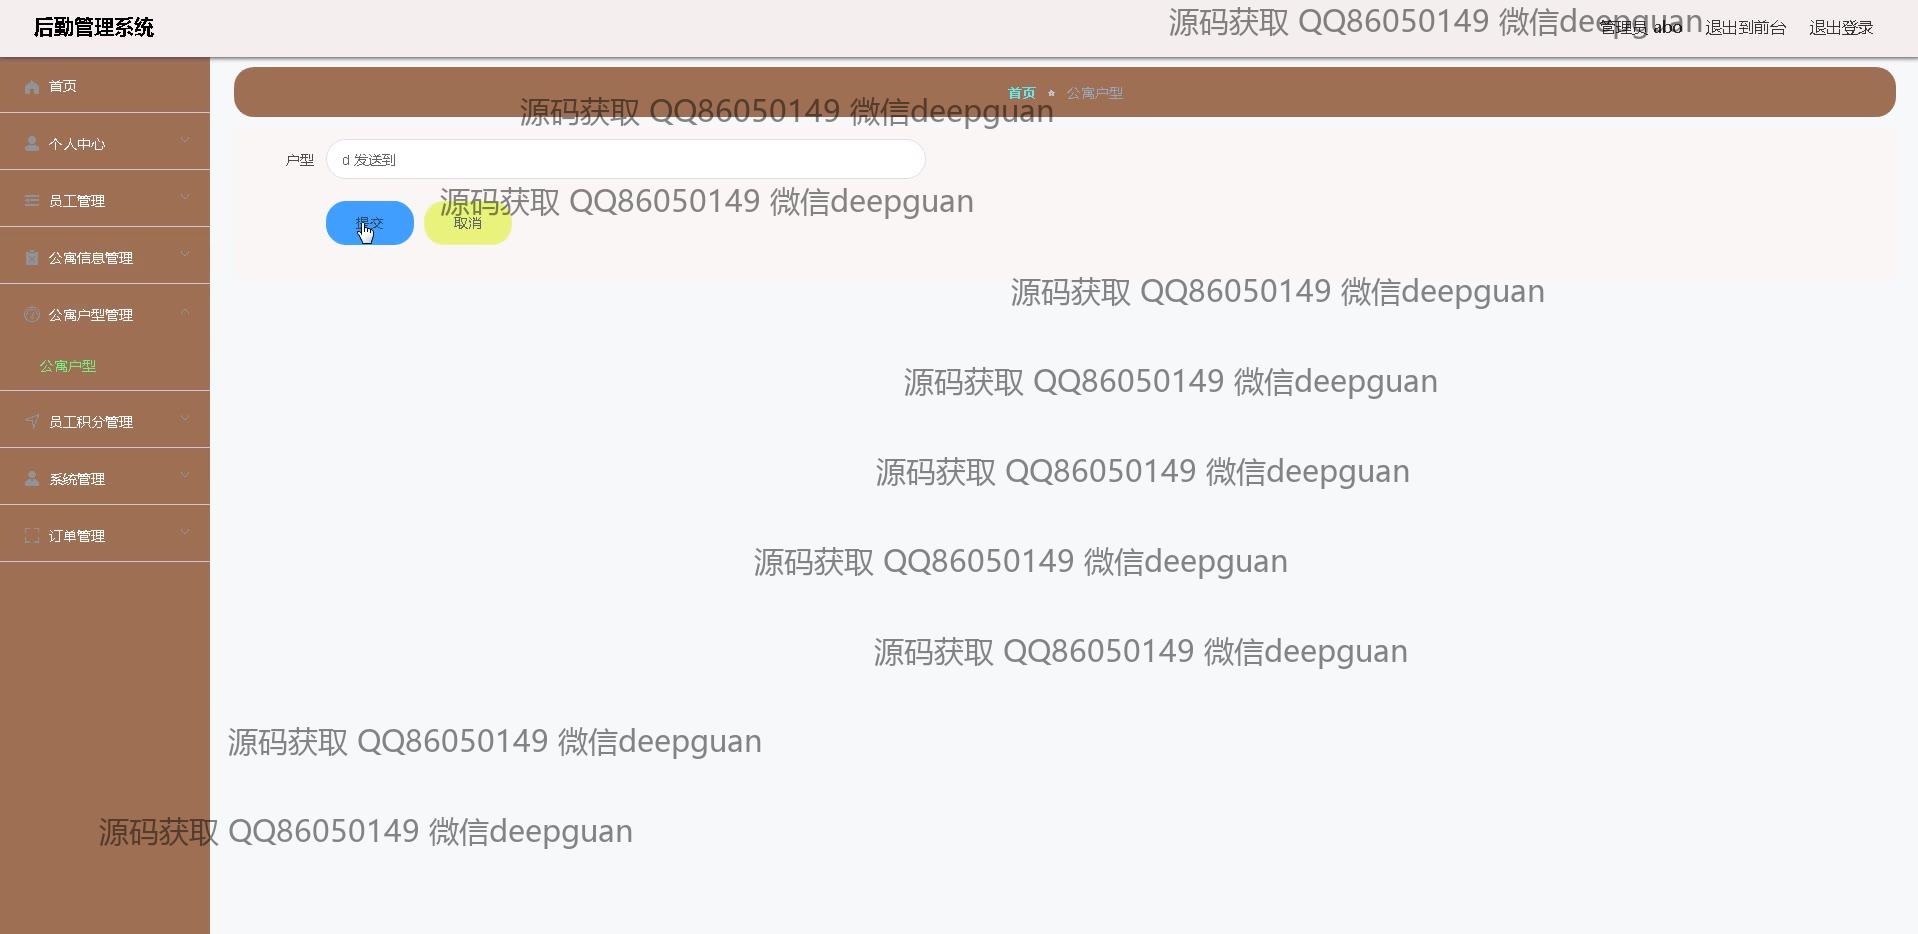 后勤管理系统
源码获取 QQ86050149 微信deepguan
管理员 abo 退出到前台 退出登录
首页
首页 公寓户型
源码获取 QQ86050149 微信deepguan
个人中心
户型 d 发送到
员工管理
源码获取 QQ86050149 微信deepguan
提交 取消
公寓信息管理
源码获取 QQ86050149 微信deepguan
公寓户型管理
公寓户型
源码获取 QQ86050149 微信deepguan
员工积分管理
源码获取 QQ86050149 微信deepguan
系统管理
订单管理
源码获取 QQ86050149 微信deepguan
源码获取 QQ86050149 微信deepguan
源码获取 QQ86050149 微信deepguan
源码获取 QQ86050149 微信deepguan